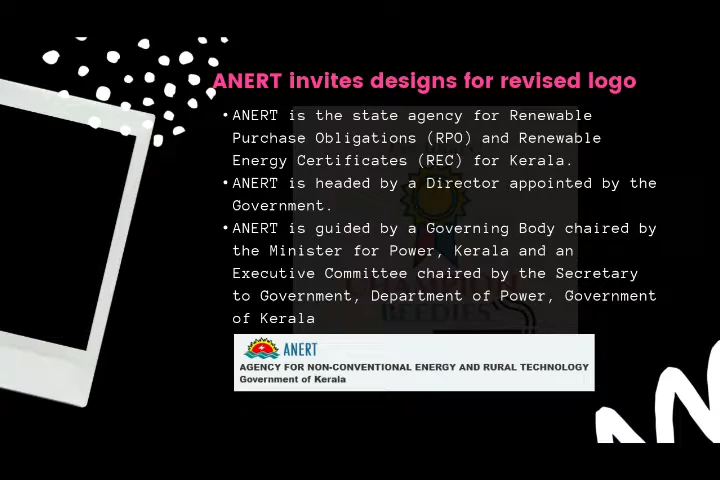 ANERT invites designs for revised logo
•ANERT is the state agency for Renewable
Purchase Obligations (RPO) and Renewable
Energy Certificates (REC) for Kerala.
•ANERT is headed by a Director appointed by the
Government.
•ANERT is guided by a Governing Body chaired by
the Minister for Power, Kerala and an
Executive Committee chaired by the Secretary
to Government, Department of Power, Government
of Kerala
ANERT
AGENCY FOR NON-CONVENTIONAL ENERGY AND RURAL TECHNOLOGY
Government of Kerala